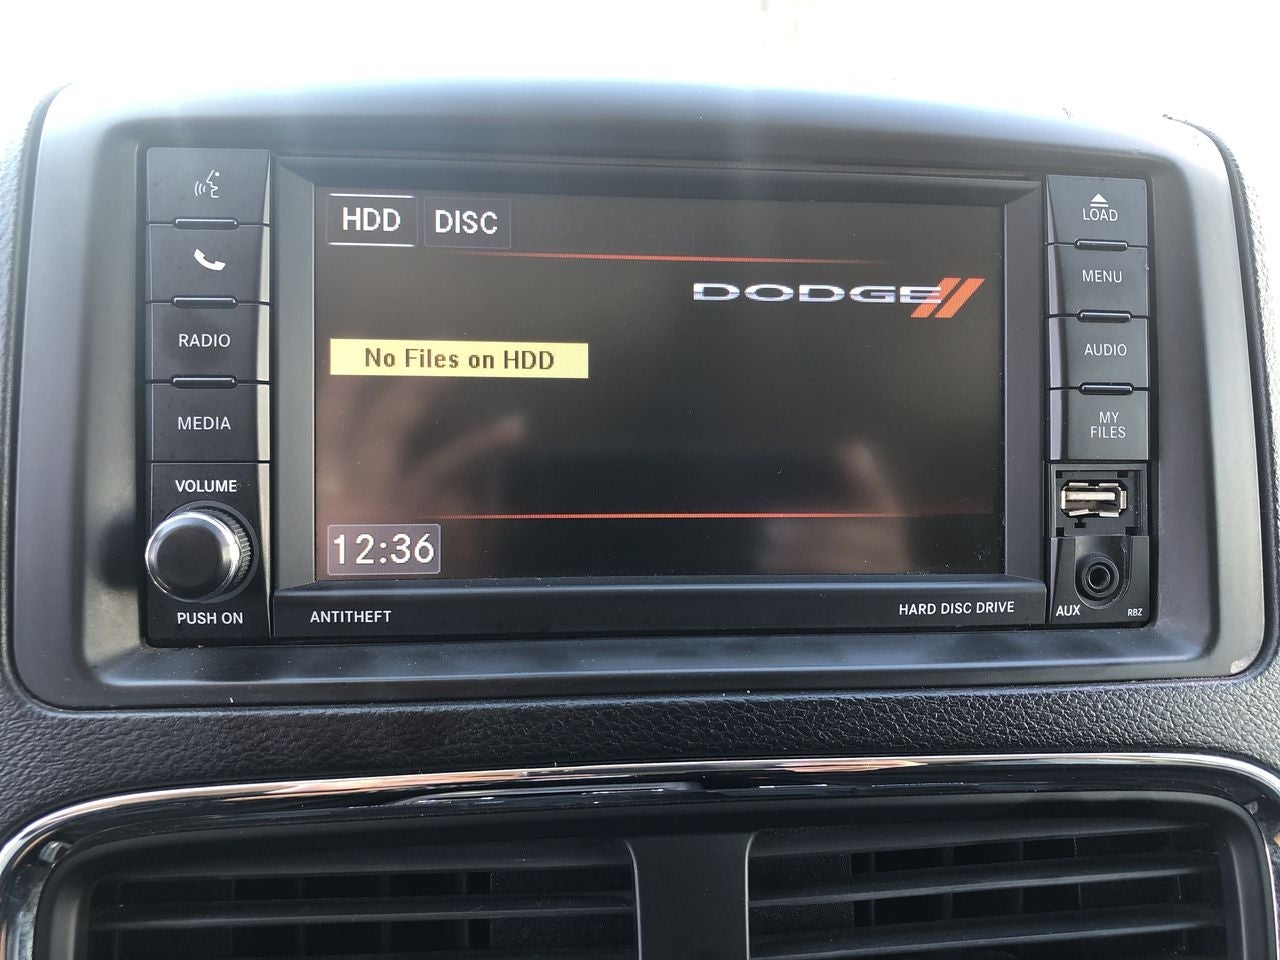 HDD DISC
DODGE
No Files on HDD
12:36
RADIO
MEDIA
VOLUME
PUSH ON
ANTITHEFT
HARD DISC DRIVE
LOAD
MENU
AUDIO
MY
FILES
AUX
RBZ